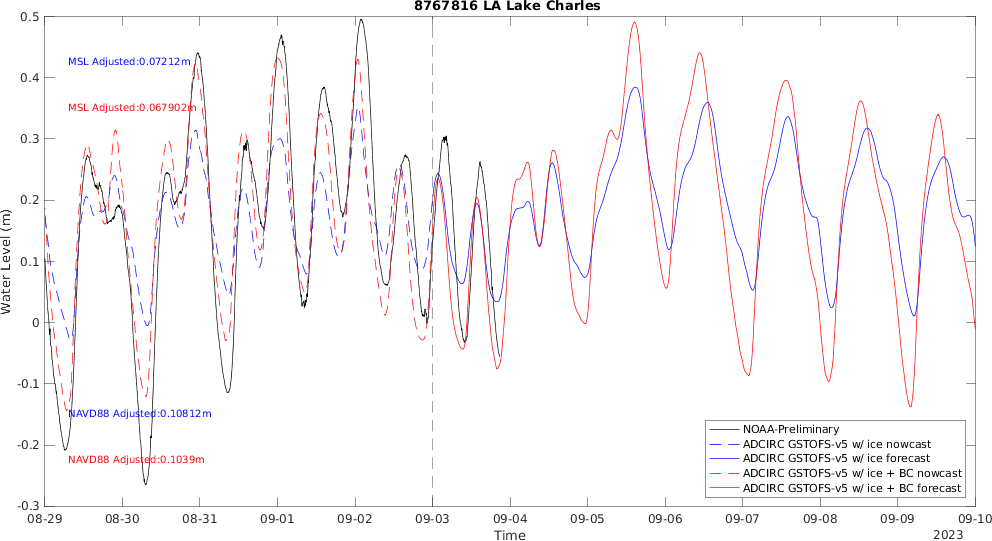 8767816 LA Lake Charles
0.5
0.4
0.3
0.2
0.1
0
-0.1
-0.2
-0.3
Water Level (m)
MSL Adjusted:0.07212m
MSL Adjusted:0.067902m
NAVD88 Adjusted:0.10812m
NAVD88 Adjusted:0.1039m
NOAA-Preliminary
ADCIRC GSTOFS-v5 w/ ice nowcast
ADCIRC GSTOFS-v5 w/ ice forecast
ADCIRC GSTOFS-v5 w/ ice + BC nowcast
ADCIRC GSTOFS-v5 w/ ice + BC forecast
08-29 08-30 08-31 09-01 09-02 09-03 09-04 09-05 09-06 09-07 09-08 09-09 09-10
Time
2023